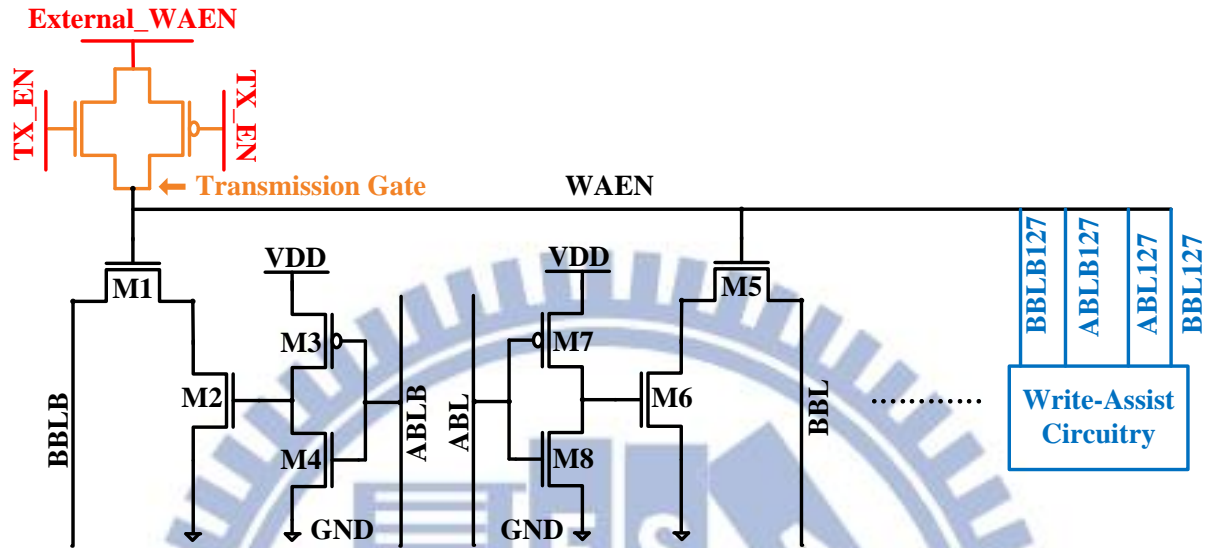 External_WAEN
TX_EN
TX_EN
Transmission Gate
WAEN
BBLB127
ABLB127
ABL127
BBL127
VDD
VDD
M1
M5
M3
M7
M2
M6
M4
M8
BBLB
ABLB
ABL
BBL
Write-Assist
Circuitry
GND
GND